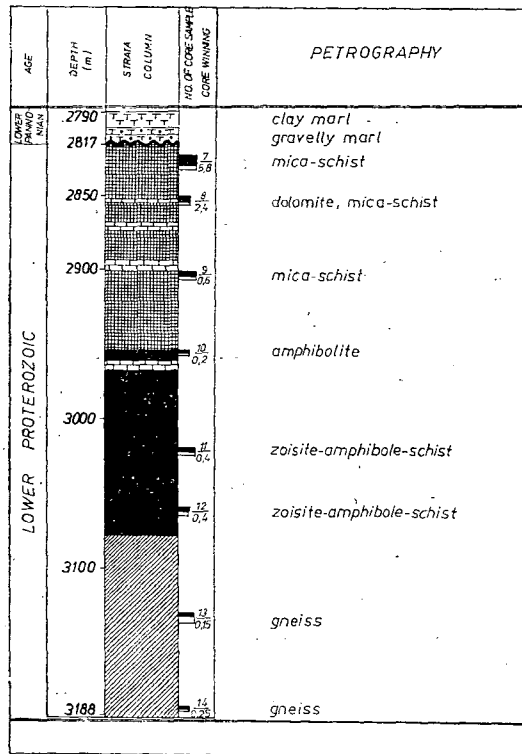 AGE
DEPTH
(m)
STRATA
COLUMN
NO. OF CORE SAMPLE
CORE WINNING
PETROGRAPHY
LOWER
PANNO
NIAN
2790
clay marl
gravelly marl
2817
7
5,8
mica-schist
2850
8
2,4
dolomite, mica-schist
2900
9
0,6
mica-schist
10
0,2
amphibolite
LOWER PROTEROZOIC
3000
11
0,4
zoisite-amphibole-schist
12
0,4
zoisite-amphibole-schist
3100
13
0,15
gneiss
3188
14
0,25
gneiss